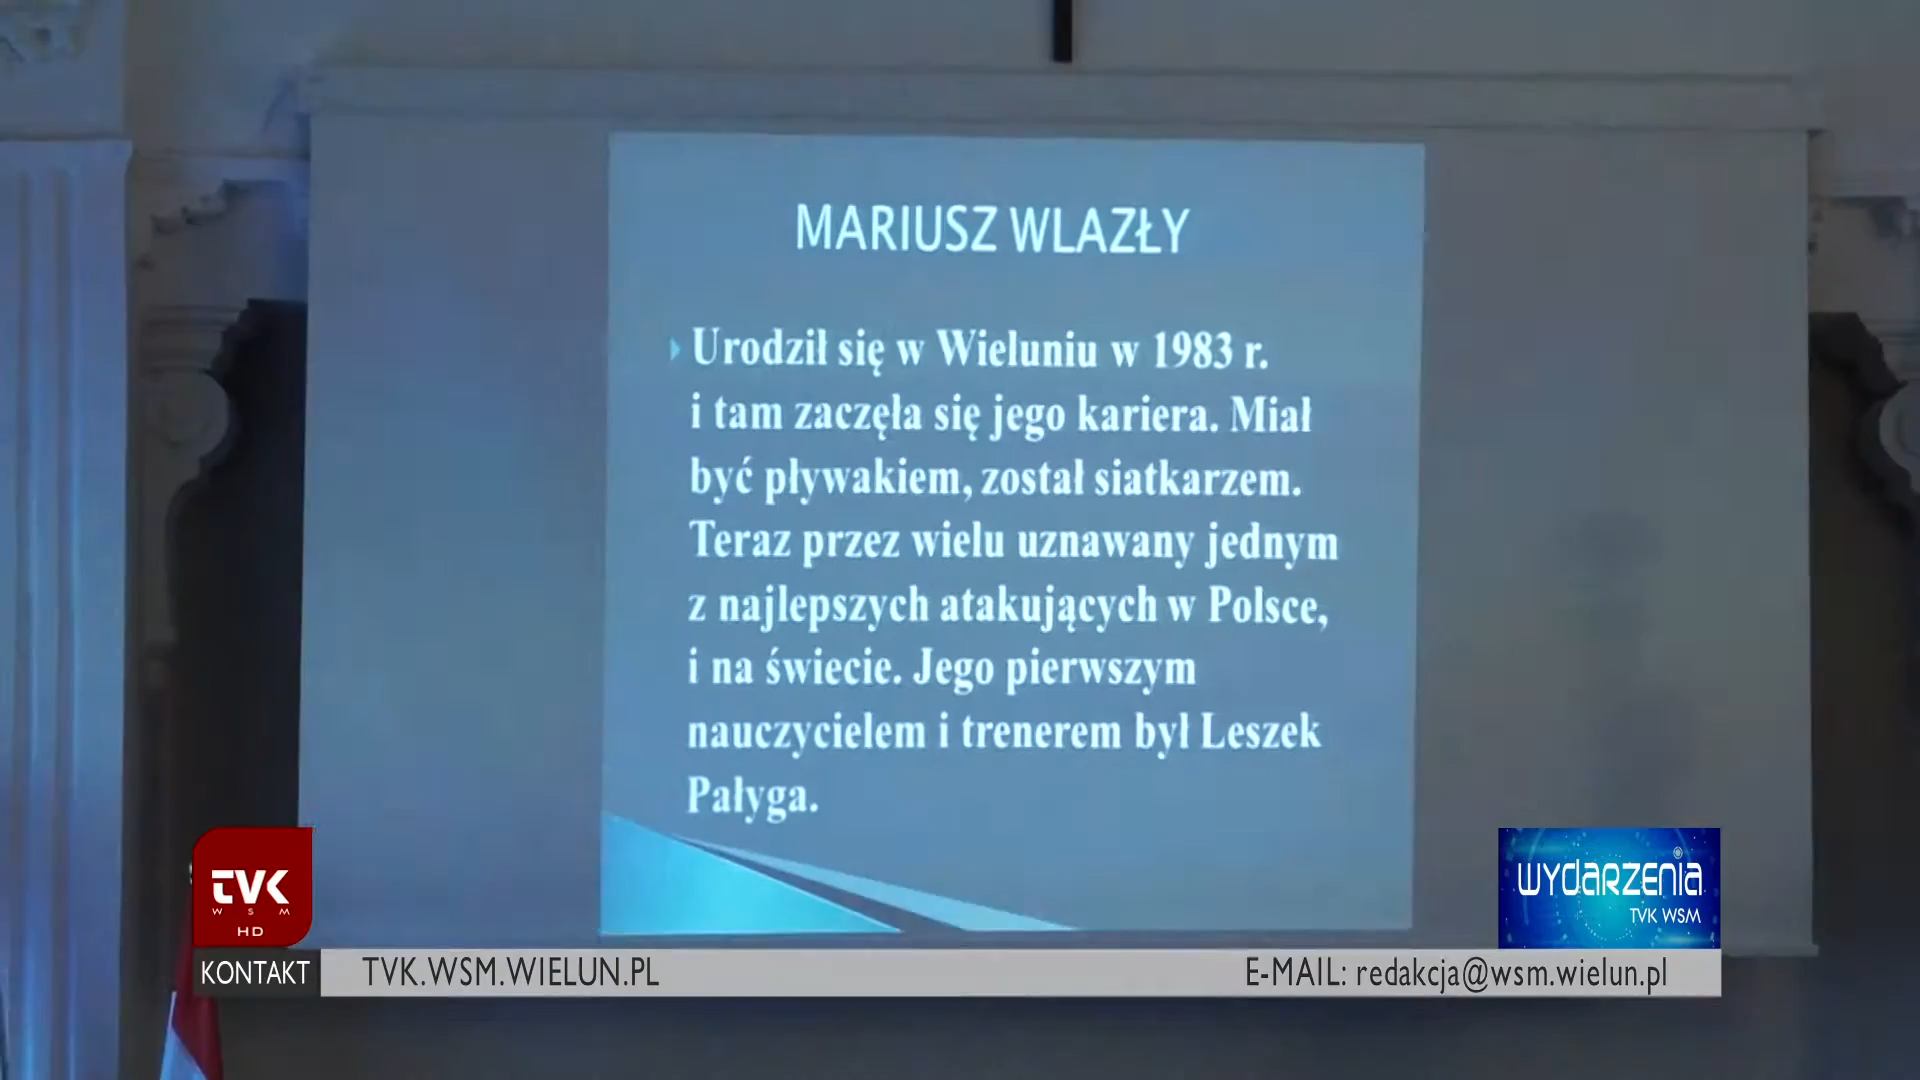 MARIUSZ WLAZŁY
Urodził się w Wieluniu w 1983 r.
i tam zaczęła się jego kariera. Miał
być pływakiem, został siatkarzem.
Teraz przez wielu uznawany jednym
z najlepszych atakujących w Polsce,
i na świecie. Jego pierwszym
nauczycielem i trenerem był Leszek
Pałyga.
tvk
WSM
HD
WYDARZENIA
TVK WSM
KONTAKT TVK.WSM.WIELUN.PL E-MAIL: redakcja@wsm.wielun.pl